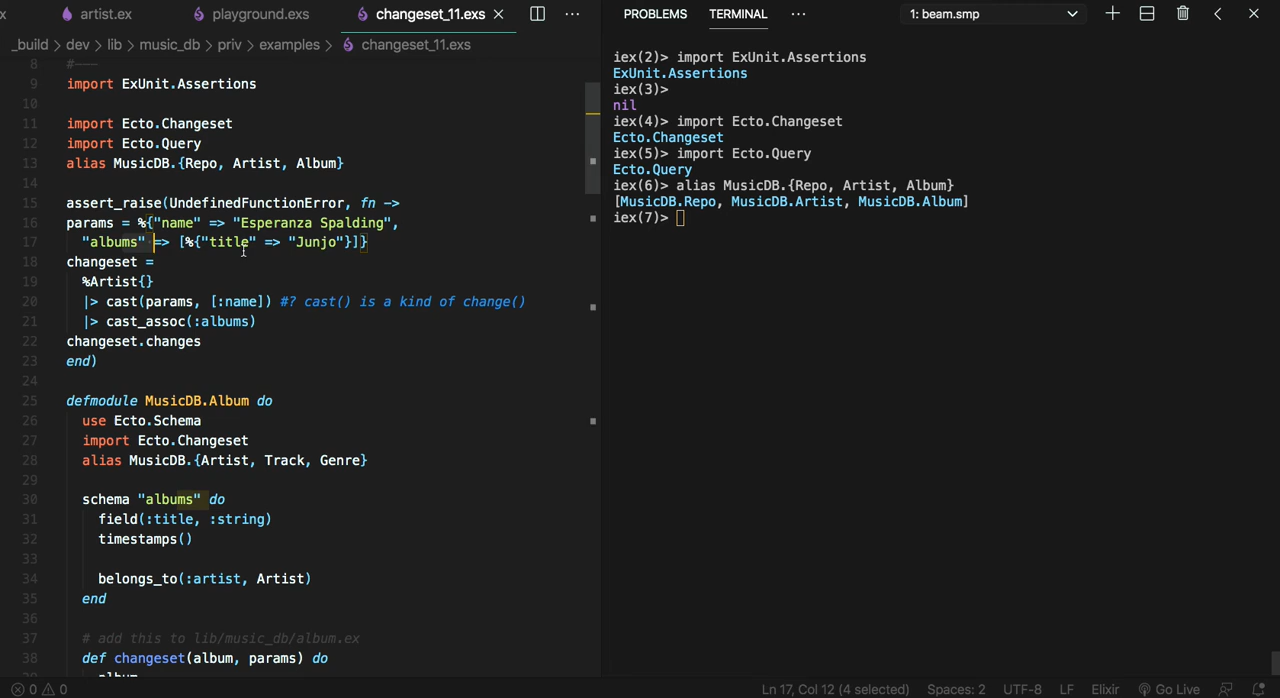 x artist.ex playground.exs changeset_11.exs
_build > dev > lib > music_db > priv > examples > changeset_11.exs
8 #———
9 import ExUnit.Assertions
10
11 import Ecto.Changeset
12 import Ecto.Query
13 alias MusicDB.{Repo, Artist, Album}
14
15 assert_raise(UndefinedFunctionError, fn ->
16 params = %{"name" => "Esperanza Spalding",
17 "albums" => [%{"title" => "Junjo"}]}
18 changeset =
19 %Artist{}
20 |> cast(params, [:name]) #? cast() is a kind of change()
21 |> cast_assoc(:albums)
22 changeset.changes
23 end)
24
25 defmodule MusicDB.Album do
26 use Ecto.Schema
27 import Ecto.Changeset
28 alias MusicDB.{Artist, Track, Genre}
29
30 schema "albums" do
31 field(:title, :string)
32 timestamps()
33
34 belongs_to(:artist, Artist)
35 end
36
37 # add this to lib/music_db/album.ex
38 def changeset(album, params) do
album
PROBLEMS TERMINAL ··· 1: beam.smp
iex(2)> import ExUnit.Assertions
ExUnit.Assertions
iex(3)>
nil
iex(4)> import Ecto.Changeset
Ecto.Changeset
iex(5)> import Ecto.Query
Ecto.Query
iex(6)> alias MusicDB.{Repo, Artist, Album}
[MusicDB.Repo, MusicDB.Artist, MusicDB.Album]
iex(7)>
0 0 Ln 17, Col 12 (4 selected) Spaces: 2 UTF-8 LF Elixir Go Live